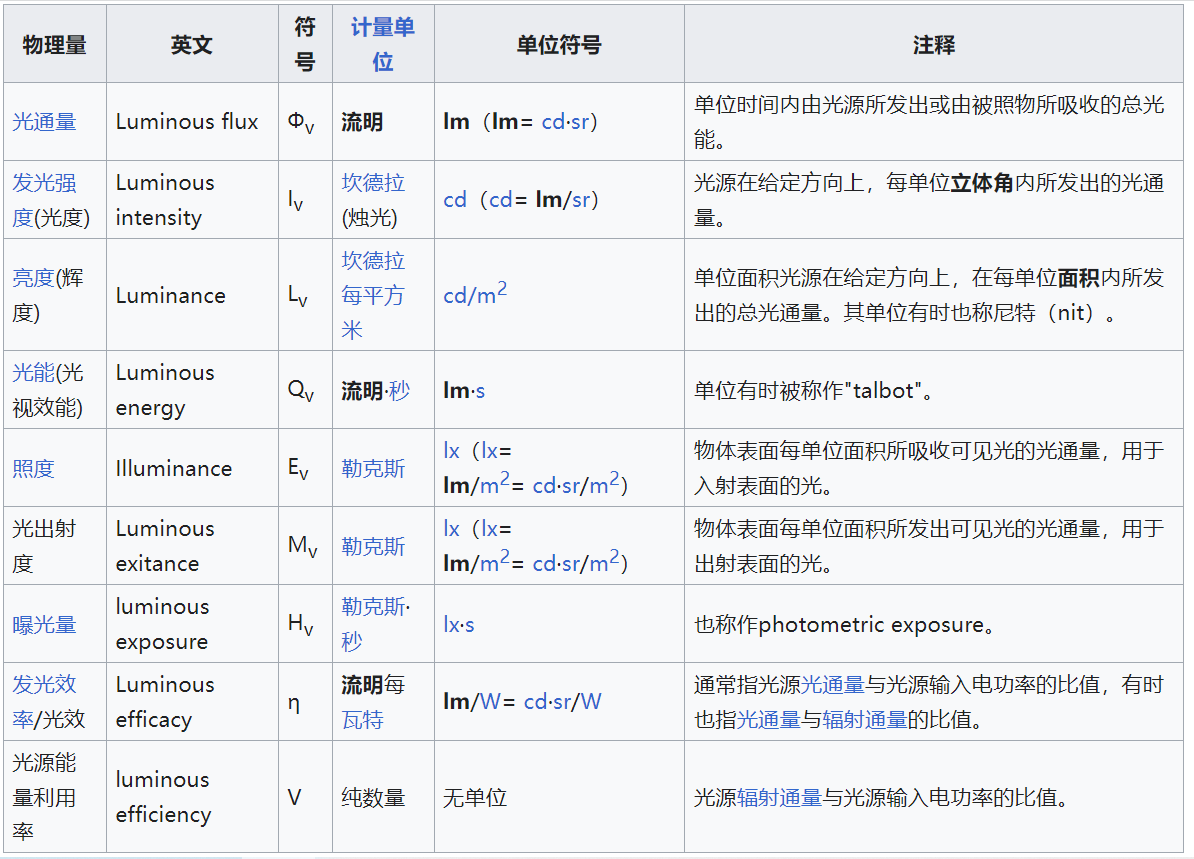 物理量 英文 符号 计量单位 单位符号 注释
光通量 Luminous flux Φv 流明 lm（lm= cd·sr） 单位时间内由光源所发出或由被照物所吸收的总光
能。
发光强 Luminous Iv 坎德拉 cd（cd= lm/sr） 光源在给定方向上，每单位立体角内所发出的光通
度(光度) intensity (烛光) 量。
亮度(辉 Luminance Lv 坎德拉 cd/m² 单位面积光源在给定方向上，在每单位面积内所发
度) 每平方 出的总光通量。其单位有时也称尼特（nit）。
米
光能(光 Luminous Qv 流明·秒 lm·s 单位有时被称作"talbot"。
视效能) energy
照度 Illuminance Ev 勒克斯 lx（lx= 物体表面每单位面积所吸收可见光的光通量，用于
lm/m²= cd·sr/m²) 入射表面的光。
光出射 Luminous Mv 勒克斯 lx（lx= 物体表面每单位面积所发出可见光的光通量，用于
度 exitance lm/m²= cd·sr/m²) 出射表面的光。
曝光量 luminous Hv 勒克斯· lx·s 也称作photometric exposure。
exposure 秒
发光效 Luminous η 流明每 lm/W= cd·sr/W 通常指光源光通量与光源输入电功率的比值，有时
率/光效 efficacy 瓦特 也指光通量与辐射通量的比值。
光源能 luminous V 纯数量 无单位 光源辐射通量与光源输入电功率的比值。
量利用 efficiency
率